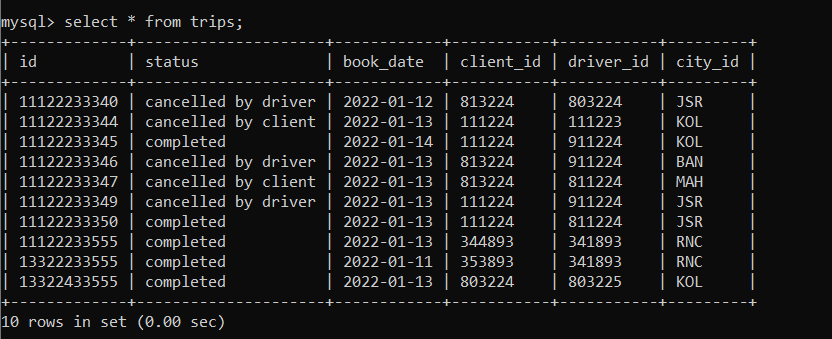 mysql> select * from trips;
+-------------+---------------------+------------+-----------+-----------+---------+
| id          | status              | book_date  | client_id | driver_id | city_id |
+-------------+---------------------+------------+-----------+-----------+---------+
| 11122233340 | cancelled by driver | 2022-01-12 | 813224    | 803224    | JSR     |
| 11122233344 | cancelled by client | 2022-01-13 | 111224    | 111223    | KOL     |
| 11122233345 | completed           | 2022-01-14 | 111224    | 911224    | KOL     |
| 11122233346 | cancelled by driver | 2022-01-13 | 813224    | 911224    | BAN     |
| 11122233347 | cancelled by client | 2022-01-13 | 813224    | 811224    | MAH     |
| 11122233349 | cancelled by driver | 2022-01-13 | 111224    | 911224    | JSR     |
| 11122233350 | completed           | 2022-01-13 | 111224    | 811224    | JSR     |
| 11122233555 | completed           | 2022-01-13 | 344893    | 341893    | RNC     |
| 13322233555 | completed           | 2022-01-11 | 353893    | 341893    | RNC     |
| 13322433555 | completed           | 2022-01-13 | 803224    | 803225    | KOL     |
+-------------+---------------------+------------+-----------+-----------+---------+
10 rows in set (0.00 sec)